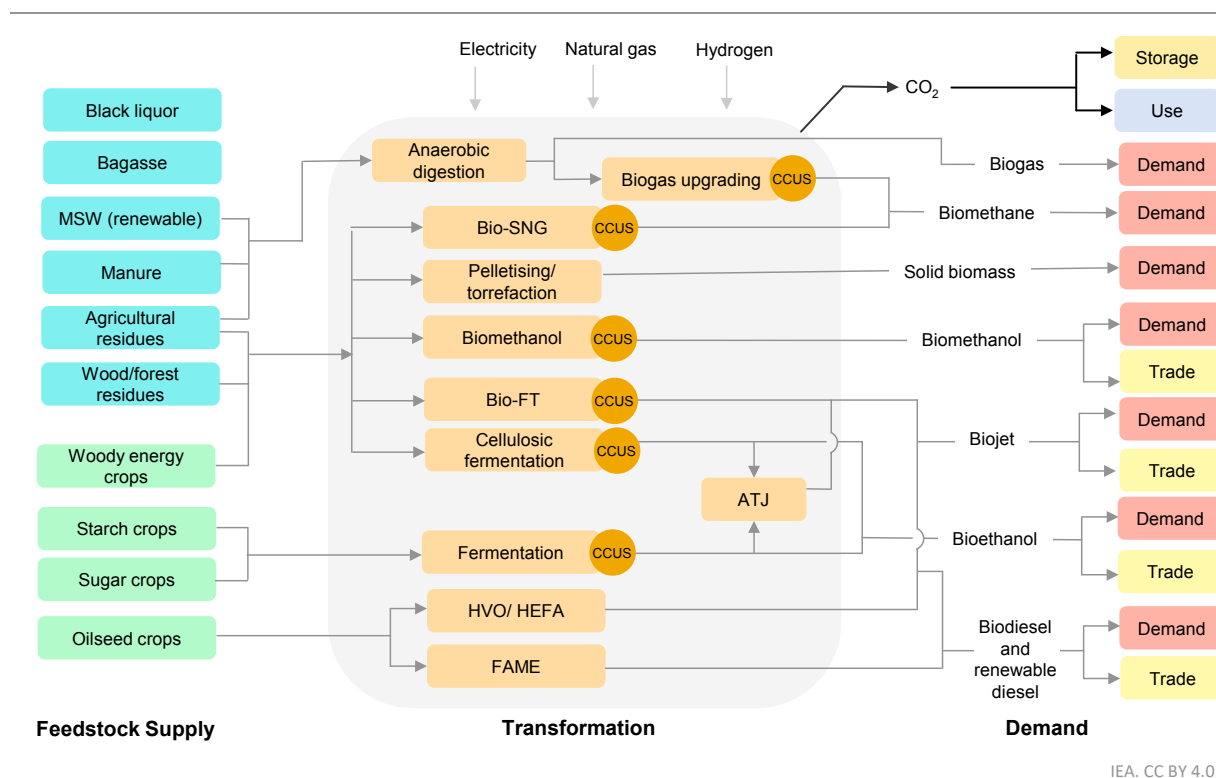 Electricity
Natural gas
Hydrogen
CO2
Storage
Use
Black liquor
Bagasse
MSW (renewable)
Manure
Agricultural
residues
Wood/forest
residues
Woody energy
crops
Starch crops
Sugar crops
Oilseed crops
Anaerobic
digestion
Biogas upgrading
CCUS
Bio-SNG
CCUS
Pelletising/
torrefaction
Biomethanol
CCUS
Bio-FT
CCUS
Cellulosic
fermentation
CCUS
ATJ
Fermentation
CCUS
HVO/ HEFA
FAME
Biogas
Demand
Biomethane
Demand
Solid biomass
Demand
Biomethanol
Demand
Trade
Biojet
Demand
Trade
Bioethanol
Demand
Trade
Biodiesel
and
renewable
diesel
Demand
Trade
Feedstock Supply
Transformation
Demand
IEA. CC BY 4.0